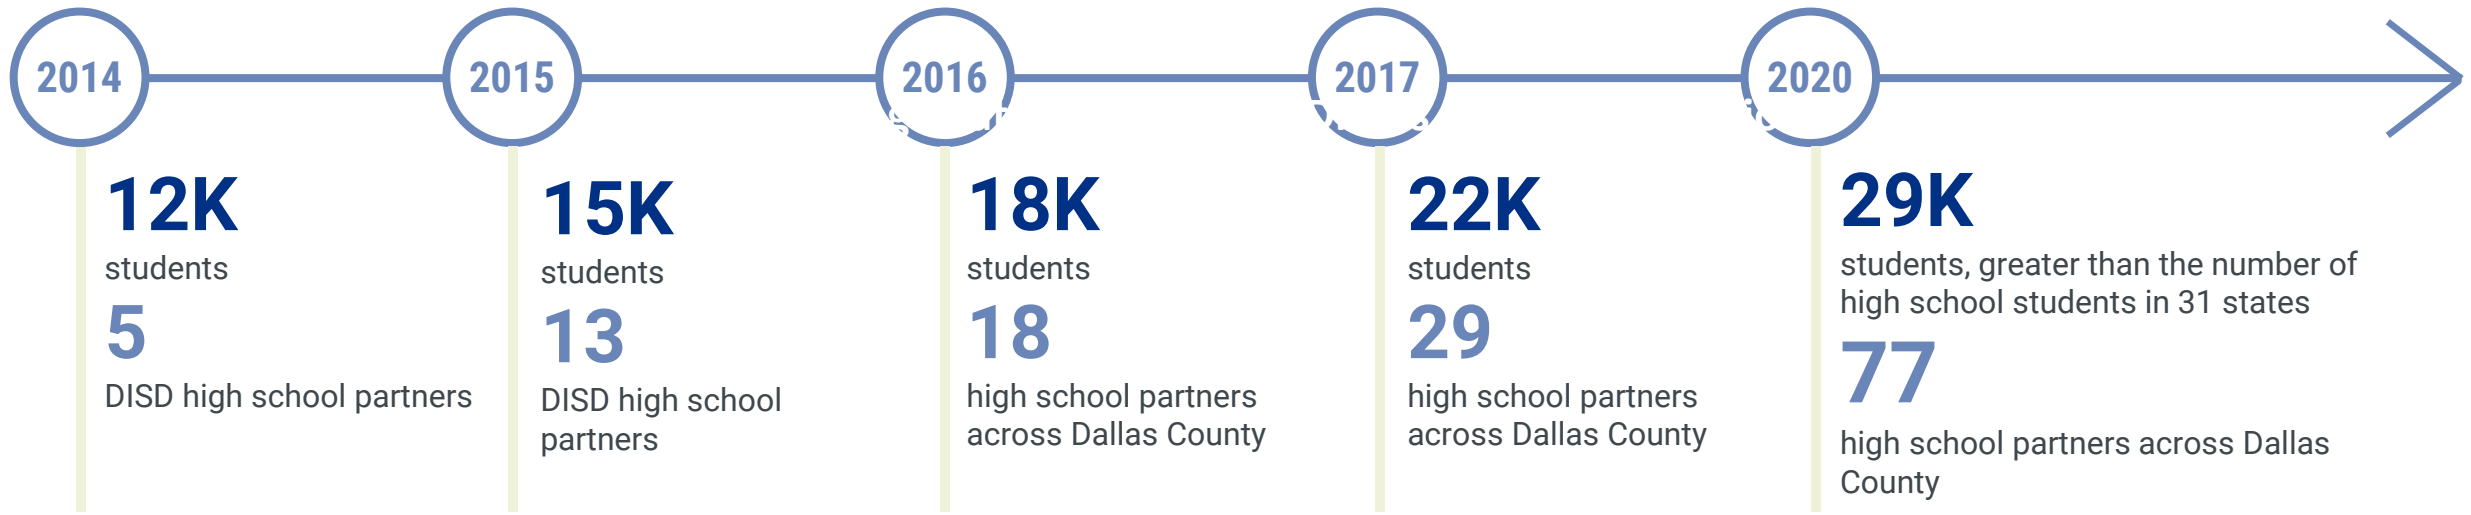 2014
2015
2016
2017
2020
12K
students
5
DISD high school partners
15K
students
13
DISD high school
partners
18K
students
18
high school partners
across Dallas County
22K
students
29
high school partners
across Dallas County
29K
students, greater than the number of
high school students in 31 states
77
high school partners across Dallas
County